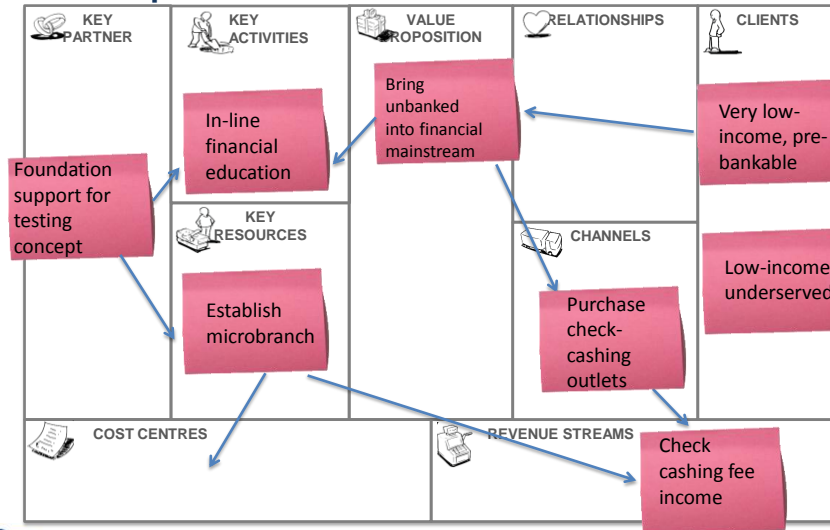 KEY
PARTNER
KEY
ACTIVITIES
VALUE
PROPOSITION
RELATIONSHIPS
CLIENTS
Bring
unbanked
into financial
mainstream
In-line
financial
education
Very low-
income, pre-
bankable
Foundation
support for
testing
concept
KEY
RESOURCES
CHANNELS
Low-income
underserved
Establish
microbranch
Purchase
check-
cashing
outlets
COST CENTRES
REVENUE STREAMS
Check
cashing fee
income